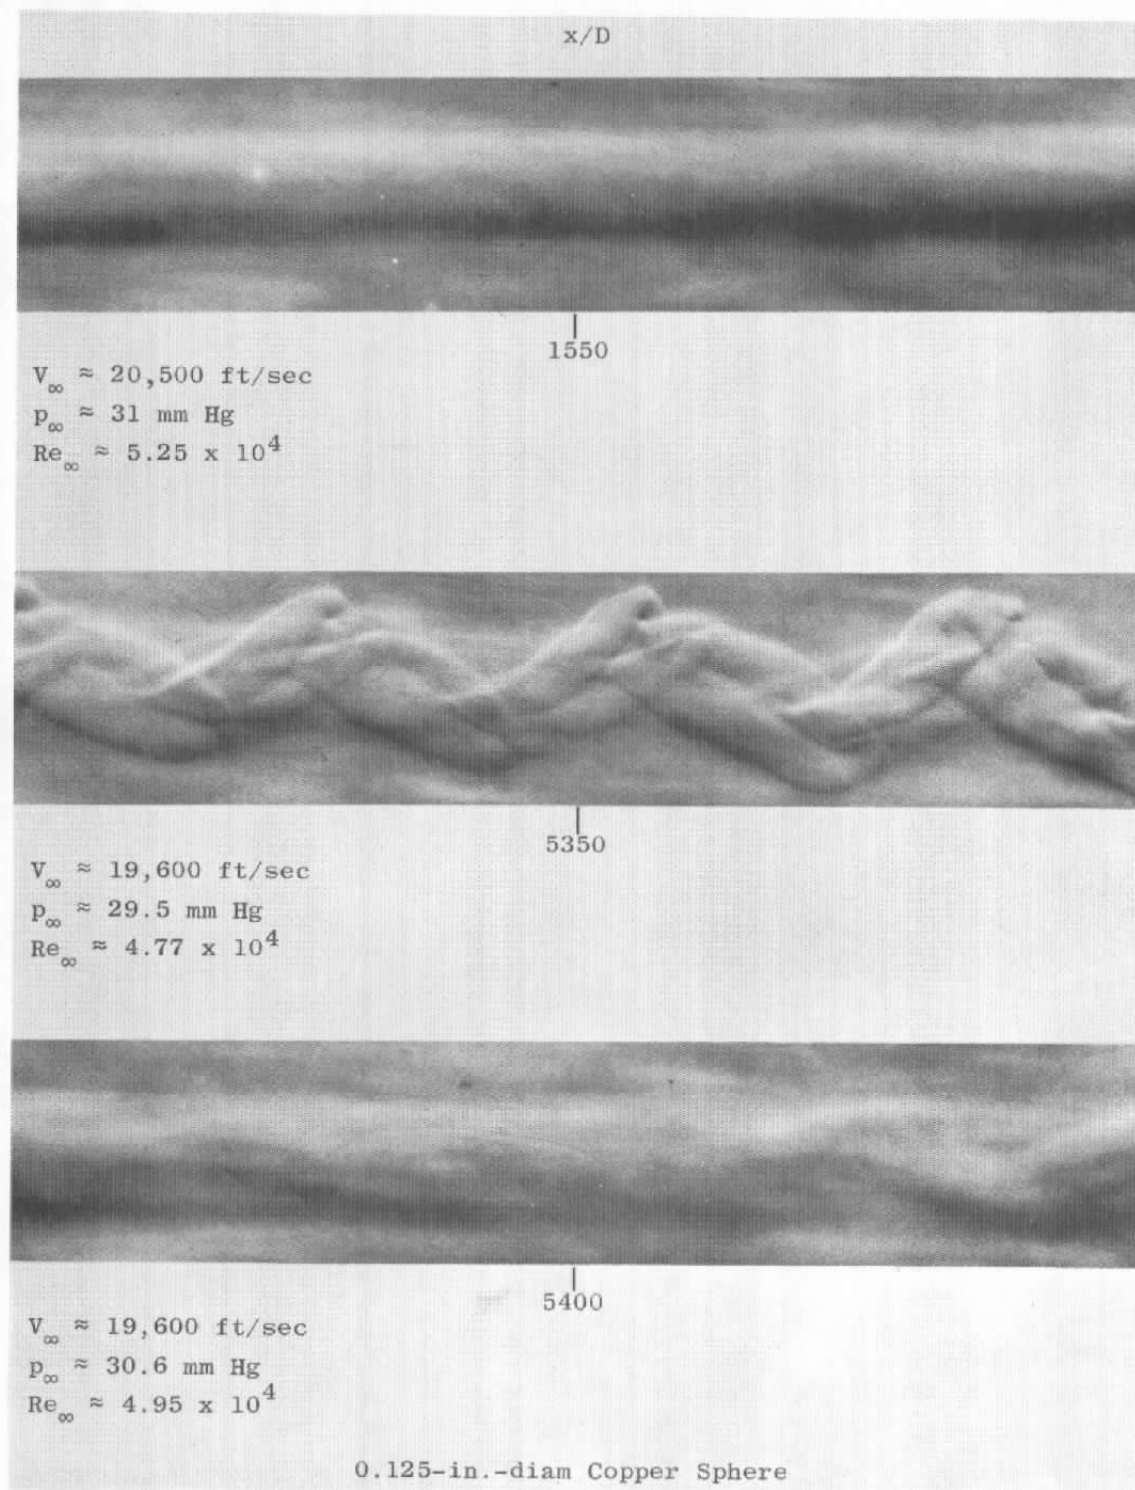 x/D
1550
V∞ ≈ 20,500 ft/sec
p∞ ≈ 31 mm Hg
Re∞ ≈ 5.25 x 10⁴
5350
V∞ ≈ 19,600 ft/sec
p∞ ≈ 29.5 mm Hg
Re∞ ≈ 4.77 x 10⁴
5400
V∞ ≈ 19,600 ft/sec
p∞ ≈ 30.6 mm Hg
Re∞ ≈ 4.95 x 10⁴
0.125-in.-diam Copper Sphere